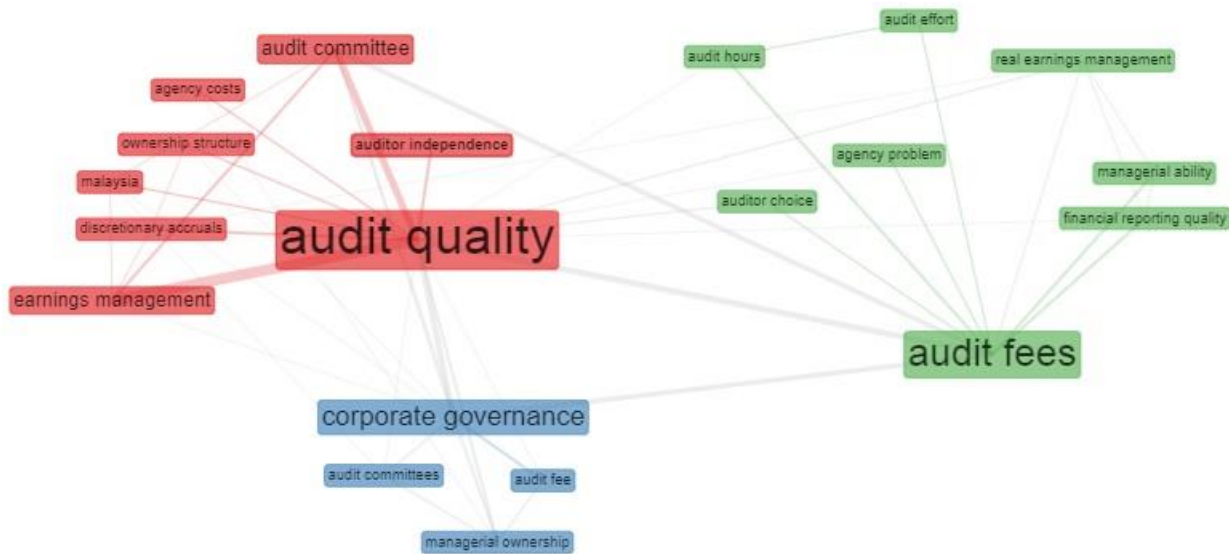 audit effort
audit committee
audit hours
real earnings management
agency costs
ownership structure
auditor independence
agency problem
managerial ability
malaysia
auditor choice
financial reporting quality
discretionary accruals
audit quality
earnings management
audit fees
corporate governance
audit committees
audit fee
managerial ownership